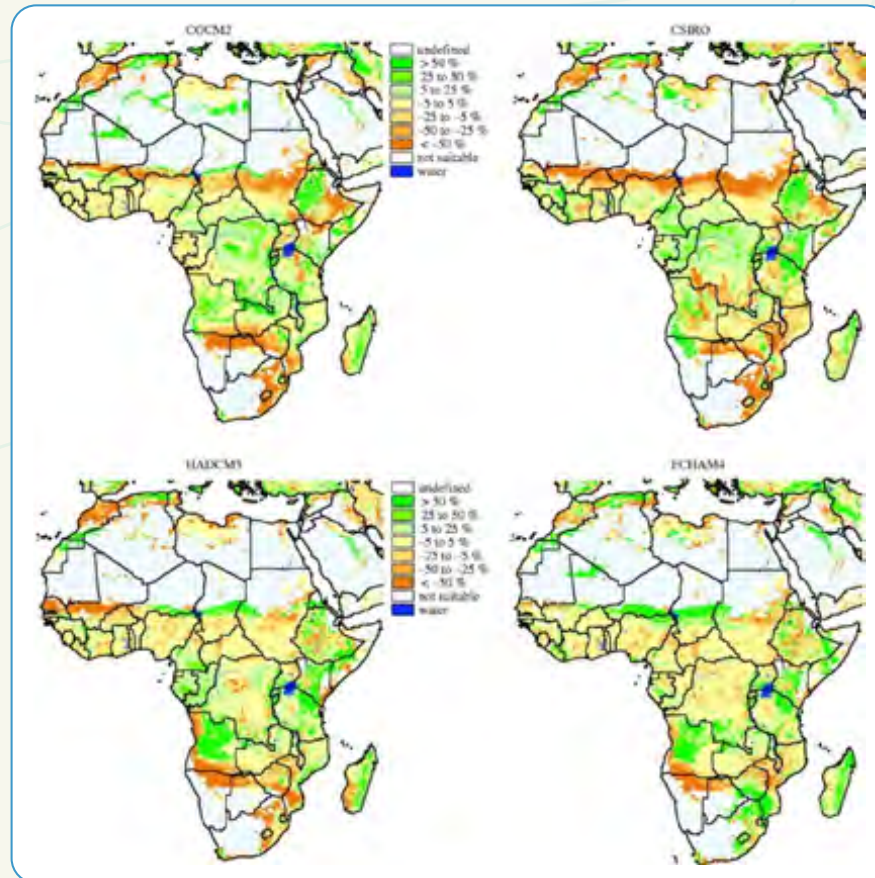 COCM2
CSIRO
undefined
> 50 %
25 to 50 %
5 to 25 %
-5 to 5 %
-25 to -5 %
-50 to -25 %
< -50 %
not suitable
water
HADCM3
ECHAM4
undefined
> 50 %
25 to 50 %
5 to 25 %
-5 to 5 %
-25 to -5 %
-50 to -25 %
< -50 %
not suitable
water